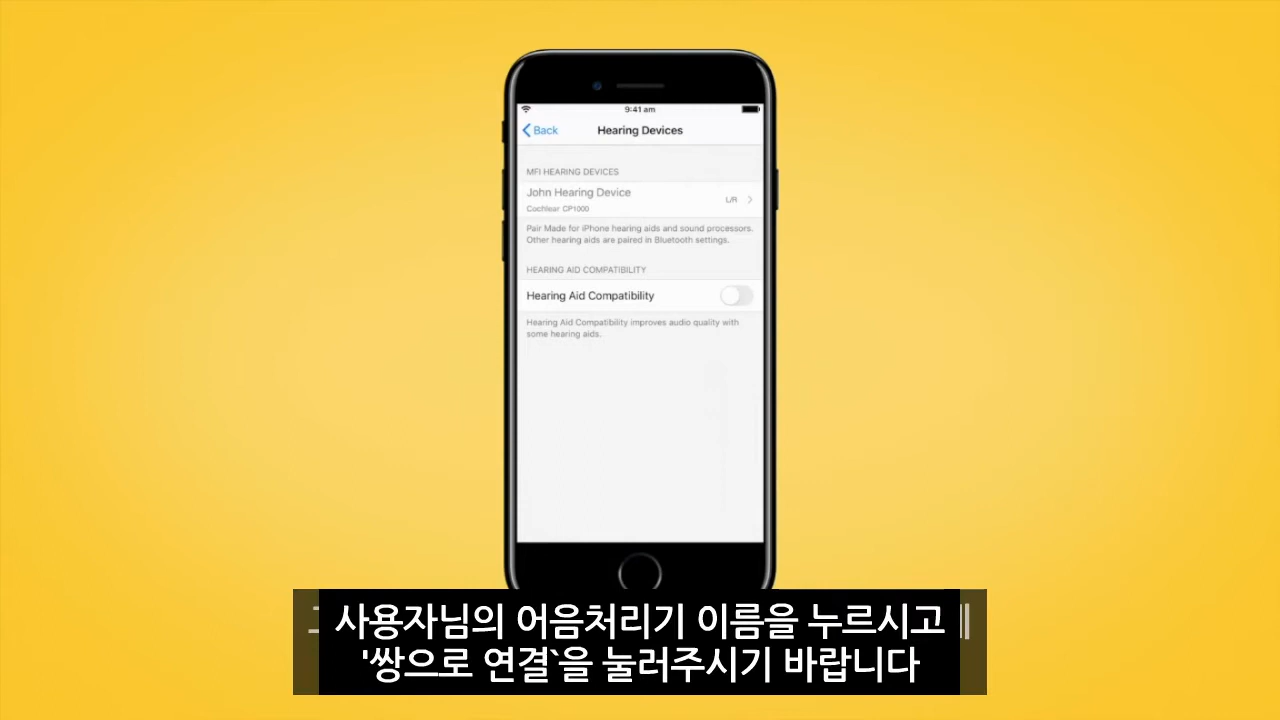 9:41 am
Back
Hearing Devices
MFI HEARING DEVICES
John Hearing Device
L/R
Cochlear CP1000
Pair Made for iPhone hearing aids and sound processors.
Other hearing aids are paired in Bluetooth settings.
HEARING AID COMPATIBILITY
Hearing Aid Compatibility
Hearing Aid Compatibility improves audio quality with
some hearing aids.
사용자님의 어음처리기 이름을 누르시고
'쌍으로 연결`을 눌러주시기 바랍니다